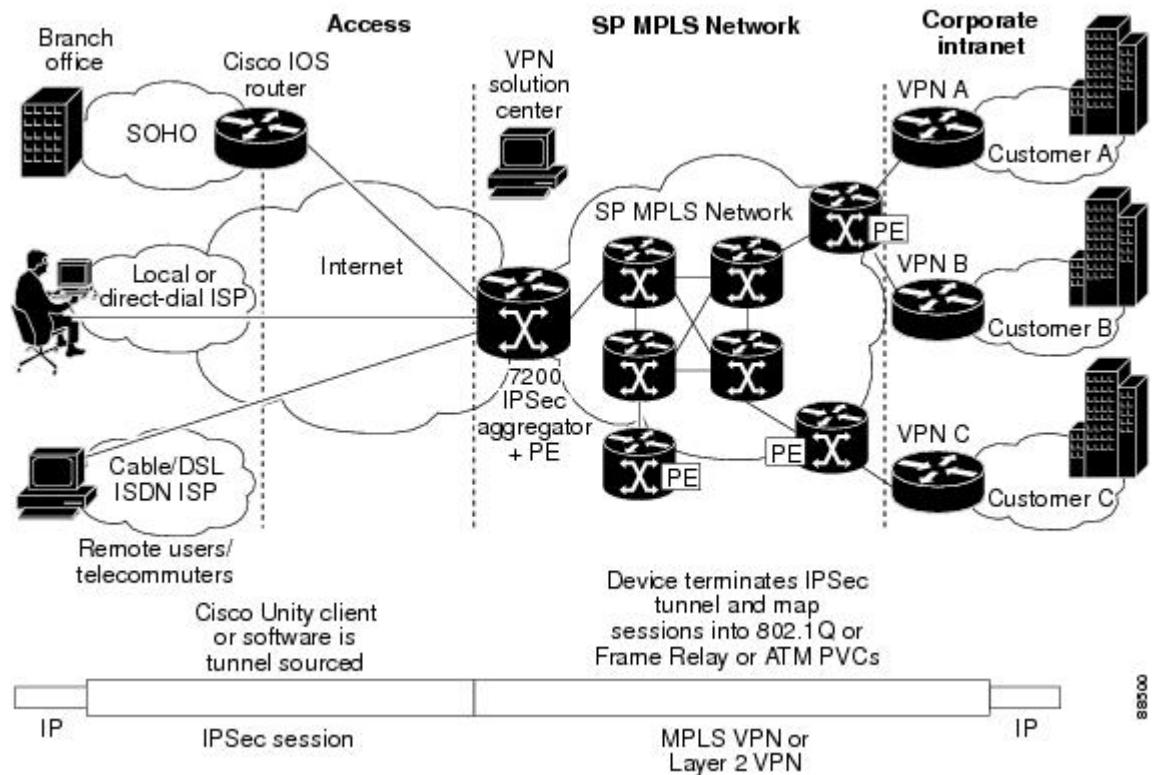 Access
SP MPLS Network
Corporate
intranet
Branch
office
Cisco IOS
router
VPN
solution
center
VPN A
SOHO
Customer A
SP MPLS Network
PE
Internet
Local or
direct-dial ISP
VPN B
Customer B
7200
IPSec
aggregator
+ PE
VPN C
PE
PE
Cable/DSL
ISDN ISP
Customer C
Remote users/
telecommuters
Cisco Unity client
or software is
tunnel sourced
Device terminates IPSec
tunnel and map
sessions into 802.1Q or
Frame Relay or ATM PVCs
IP
IPSec session
MPLS VPN or
Layer 2 VPN
IP
88500